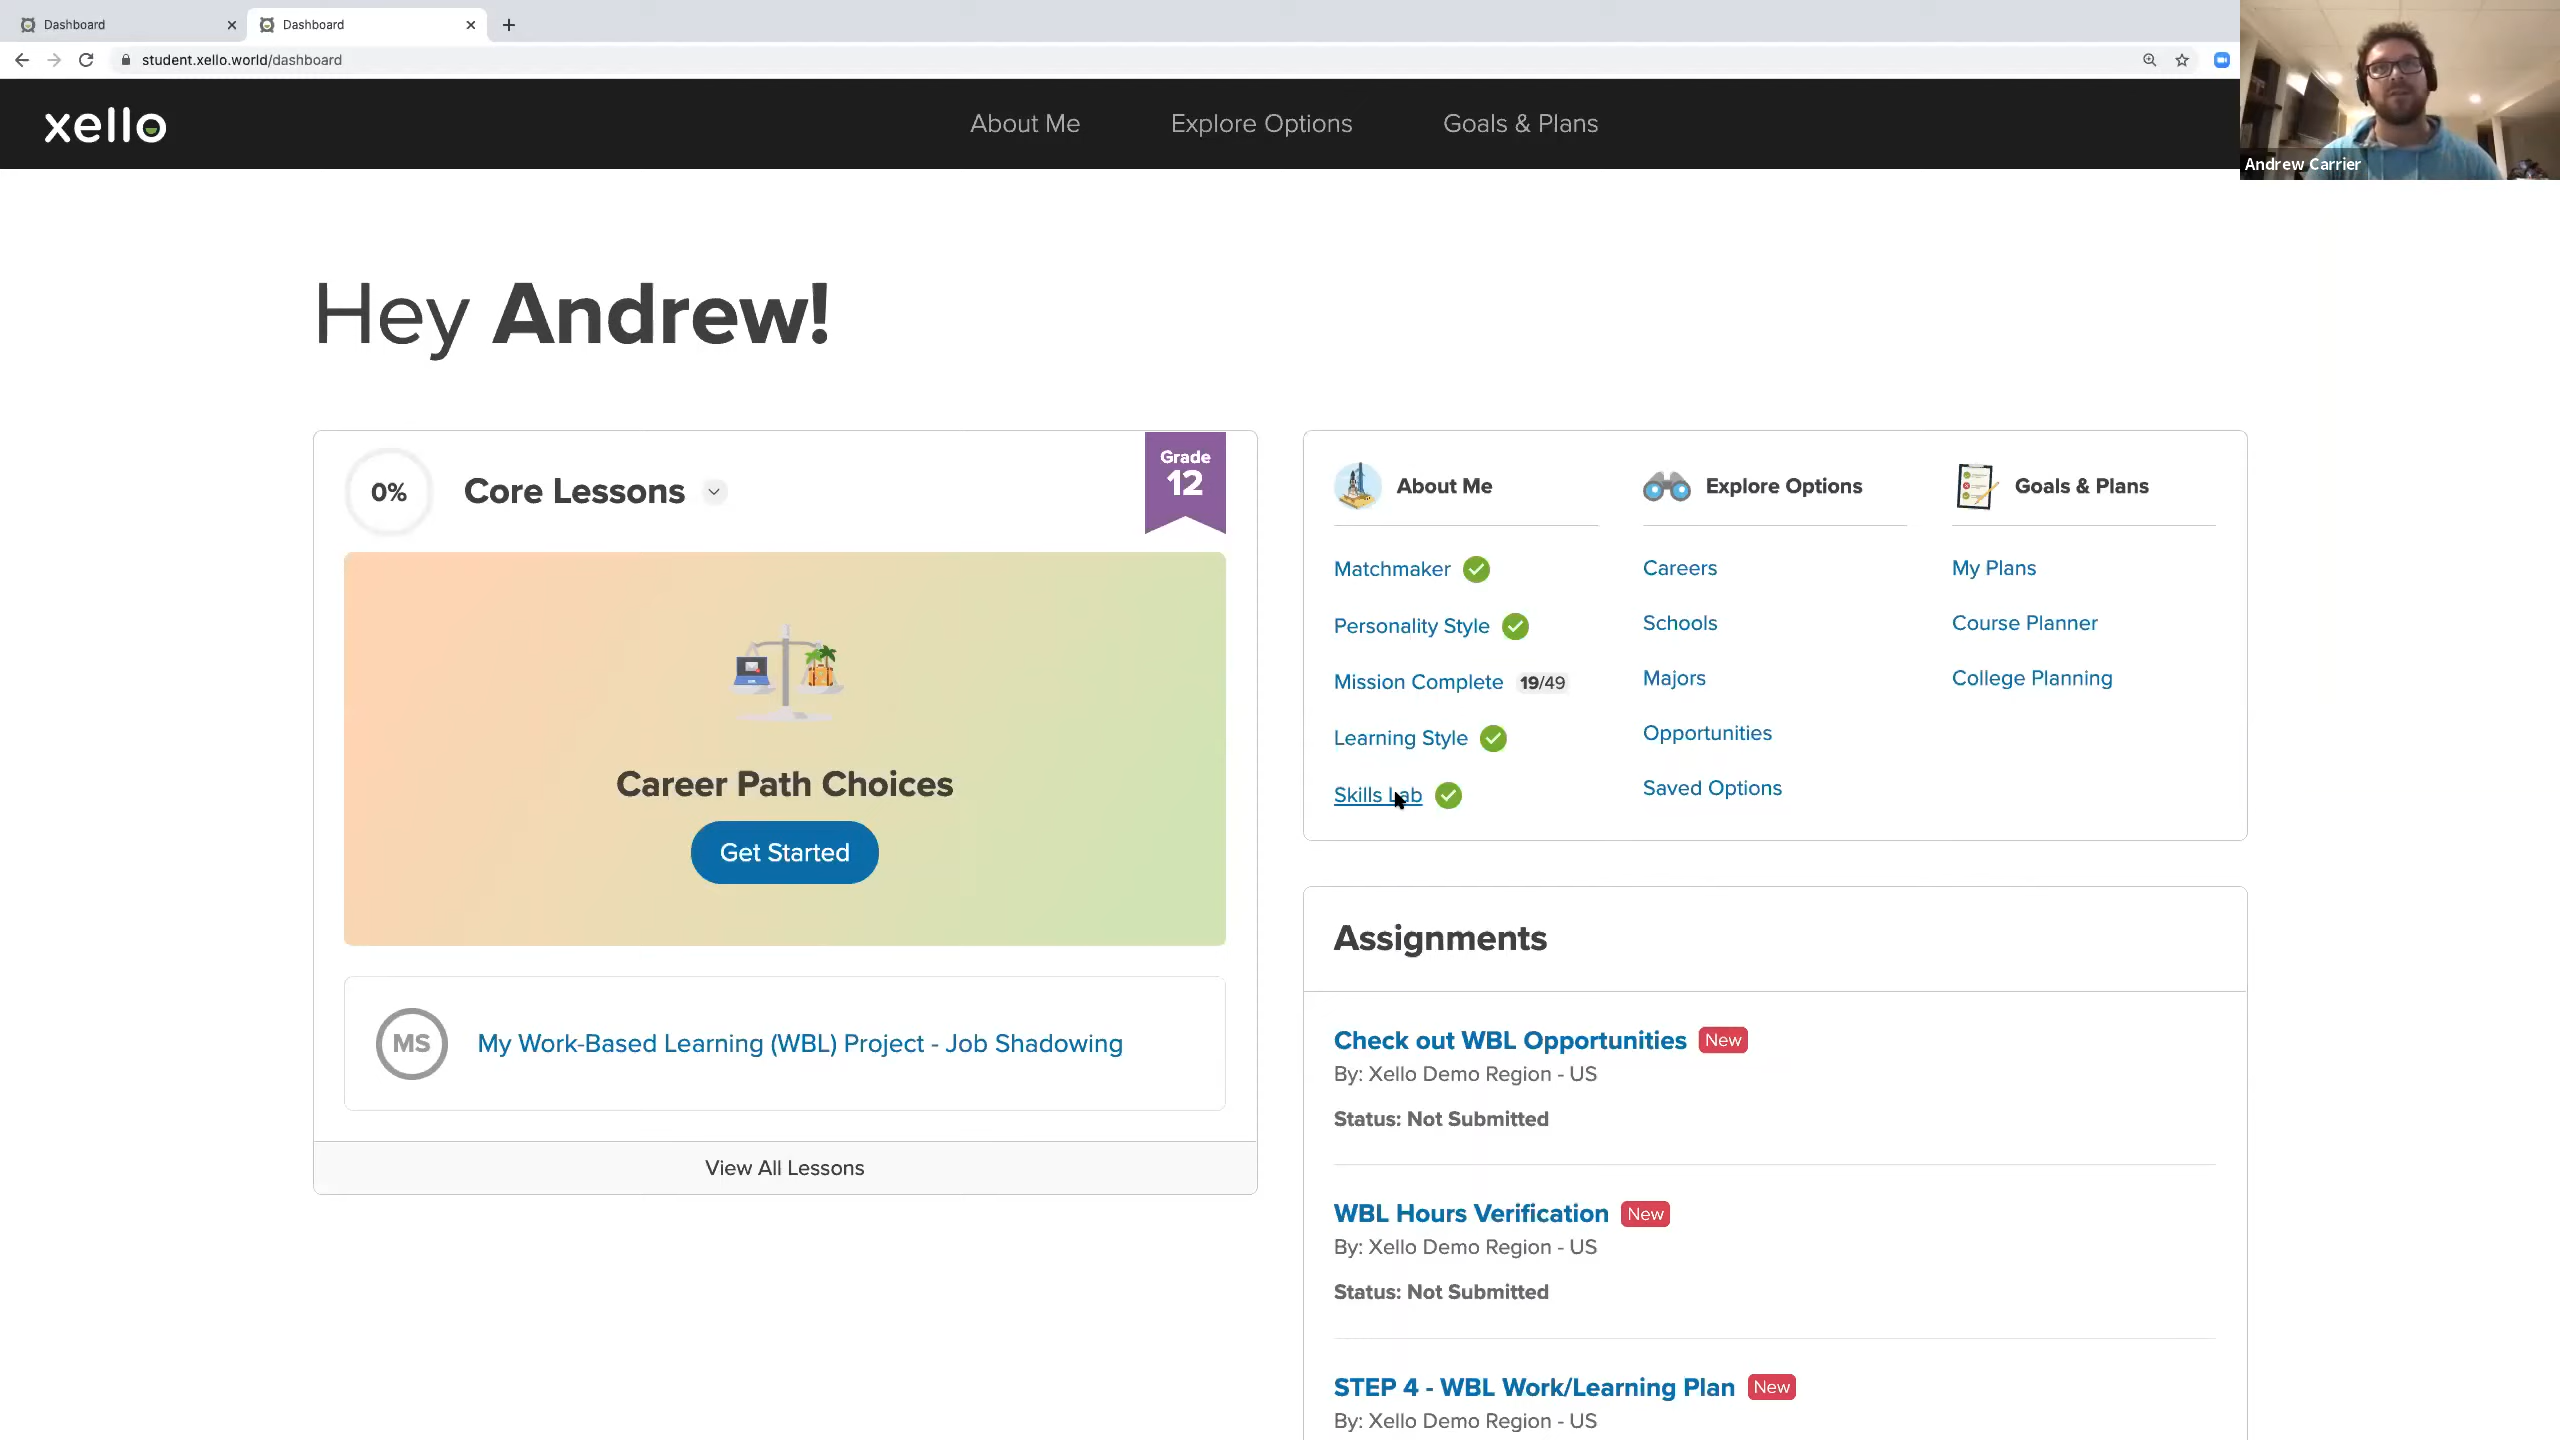 Dashboard
Dashboard
student.xello.world/dashboard
xello
About Me
Explore Options
Goals & Plans
Andrew Carrier
Hey Andrew!
0%
Core Lessons
Grade
12
Career Path Choices
Get Started
MS
My Work-Based Learning (WBL) Project - Job Shadowing
View All Lessons
About Me
Matchmaker
Personality Style
Mission Complete 19/49
Learning Style
Skills Lab
Explore Options
Careers
Schools
Majors
Opportunities
Saved Options
Goals & Plans
My Plans
Course Planner
College Planning
Assignments
Check out WBL Opportunities New
By: Xello Demo Region - US
Status: Not Submitted
WBL Hours Verification New
By: Xello Demo Region - US
Status: Not Submitted
STEP 4 - WBL Work/Learning Plan New
By: Xello Demo Region - US